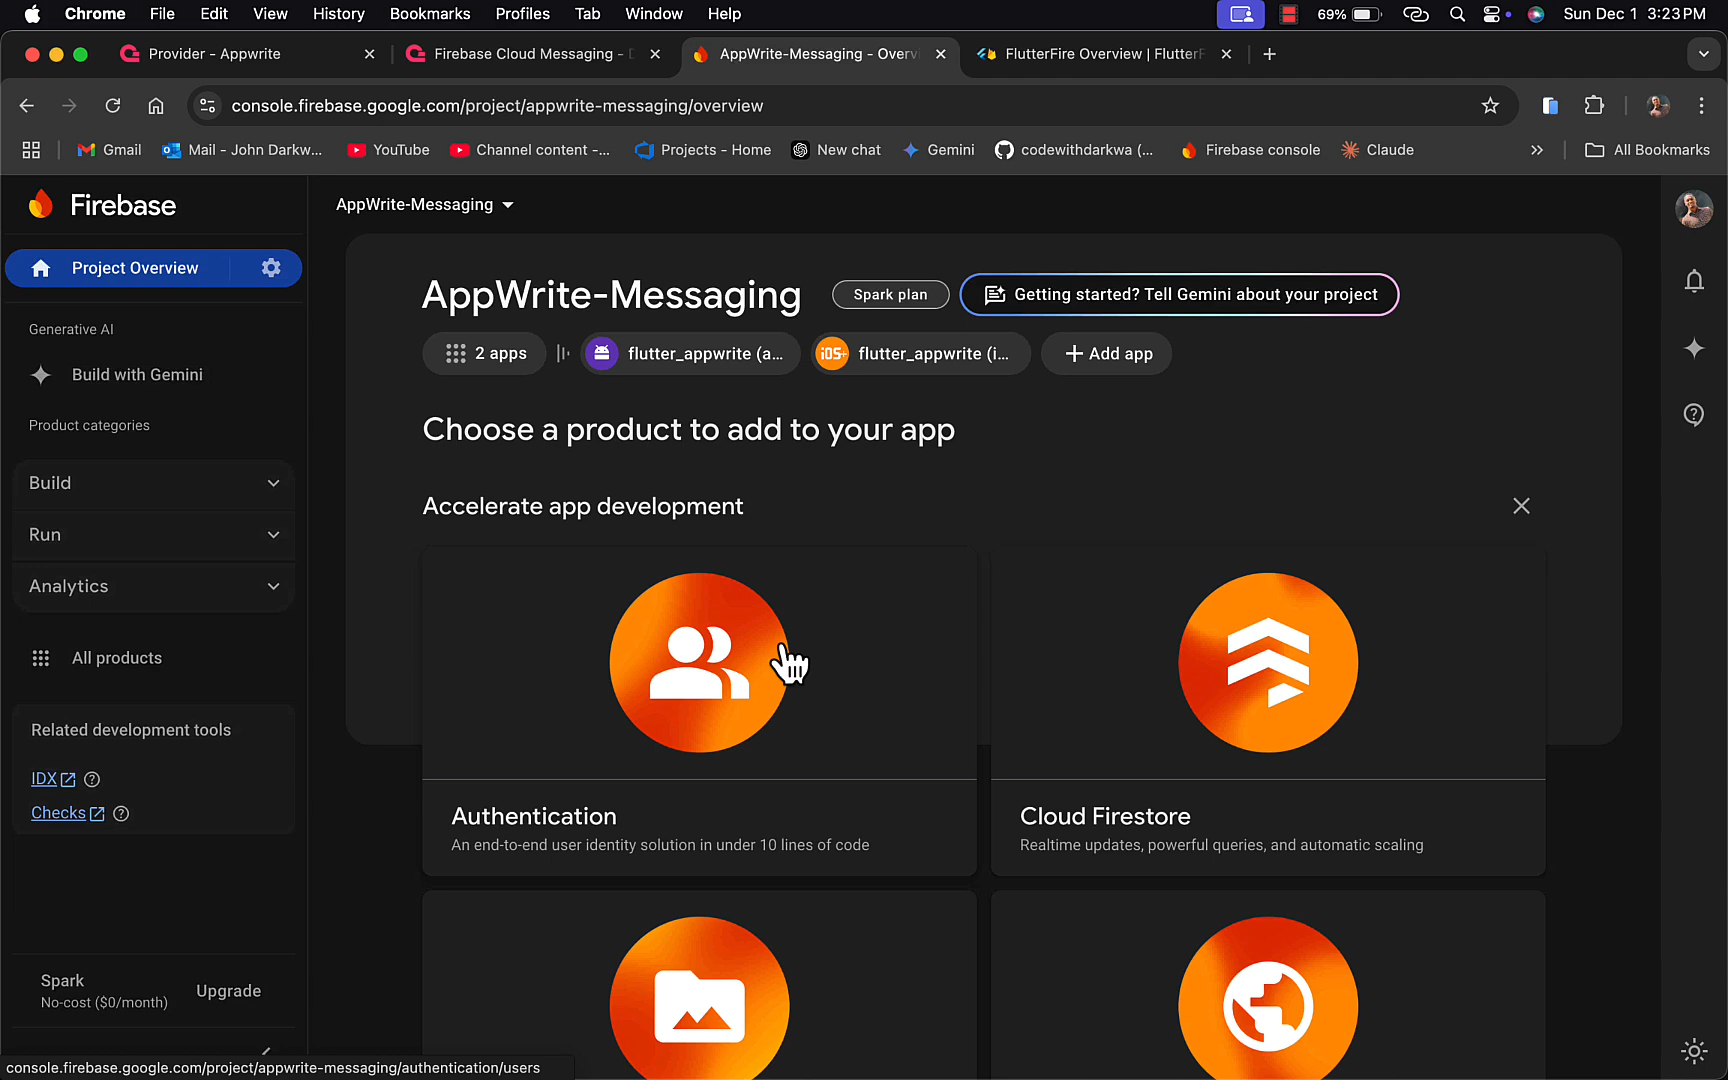 Chrome File Edit View History Bookmarks Profiles Tab Window Help 69% Sun Dec 1 3:23 PM
Provider - Appwrite Firebase Cloud Messaging - AppWrite-Messaging - Overv FlutterFire Overview | FlutterF
console.firebase.google.com/project/appwrite-messaging/overview
Gmail Mail - John Darkw... YouTube Channel content -... Projects - Home New chat Gemini codewithdarkwa (... Firebase console Claude » All Bookmarks
Firebase
AppWrite-Messaging
Project Overview
Generative AI
Build with Gemini
Product categories
Build
Run
Analytics
All products
Related development tools
IDX
Checks
Spark
No-cost ($0/month)
Upgrade
AppWrite-Messaging Spark plan Getting started? Tell Gemini about your project
2 apps flutter_appwrite (a... iOS+ flutter_appwrite (i... + Add app
Choose a product to add to your app
Accelerate app development
Authentication
An end-to-end user identity solution in under 10 lines of code
Cloud Firestore
Realtime updates, powerful queries, and automatic scaling
console.firebase.google.com/project/appwrite-messaging/authentication/users